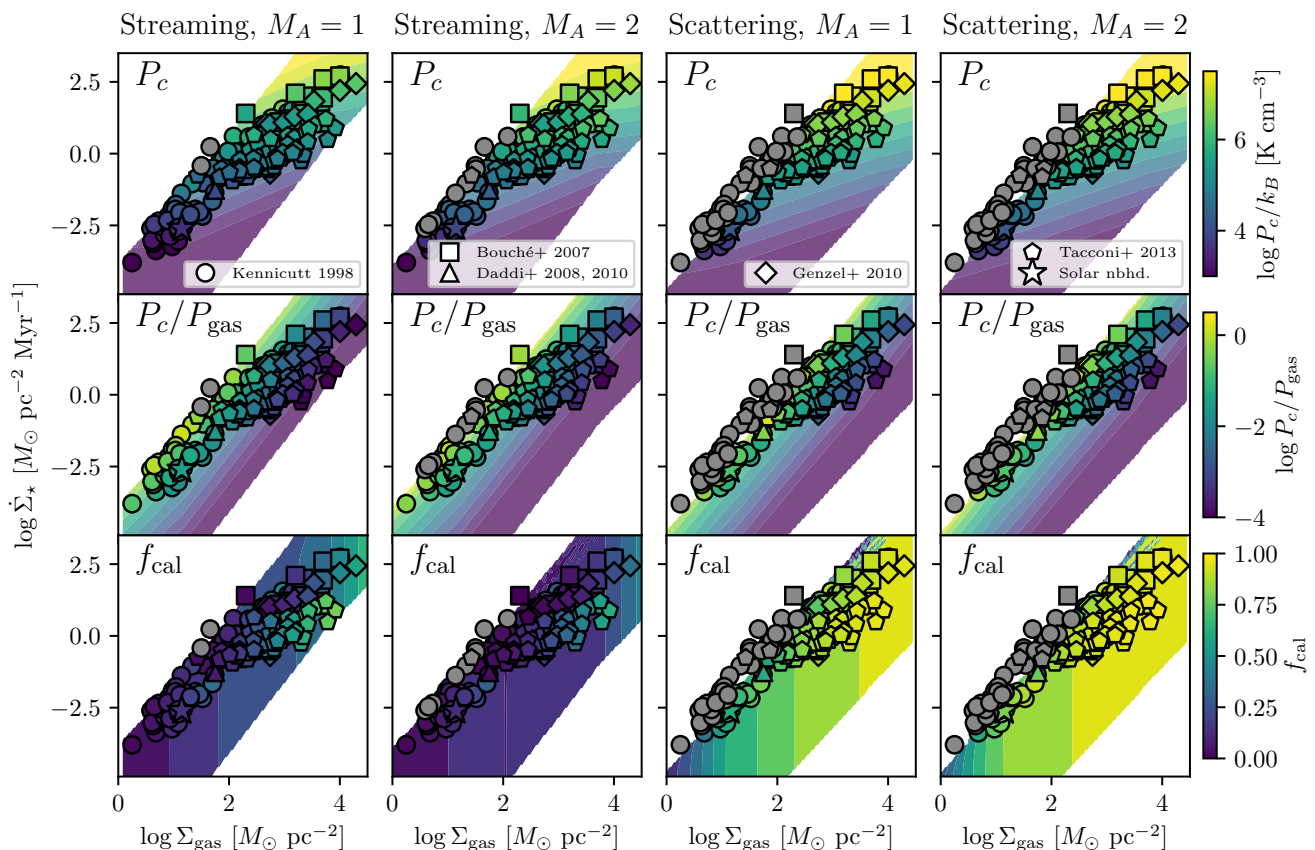 Streaming, $M_A = 1$
Streaming, $M_A = 2$
Scattering, $M_A = 1$
Scattering, $M_A = 2$
$P_c$
$P_c$
$P_c$
$P_c$
2.5
0.0
−2.5
Kennicutt 1998
Bouché+ 2007
Daddi+ 2008, 2010
Genzel+ 2010
Tacconi+ 2013
Solar nbhd.
6
4
$\log P_c/k_B$ [K cm$^{-3}$]
$P_c/P_{\rm gas}$
$P_c/P_{\rm gas}$
$P_c/P_{\rm gas}$
$P_c/P_{\rm gas}$
2.5
0.0
−2.5
$\log \dot{\Sigma}_\star$ [$M_\odot$ pc$^{-2}$ Myr$^{-1}$]
0
−2
−4
$\log P_c/P_{\rm gas}$
$f_{\rm cal}$
$f_{\rm cal}$
$f_{\rm cal}$
$f_{\rm cal}$
2.5
0.0
−2.5
1.00
0.75
0.50
0.25
0.00
$f_{\rm cal}$
0 2 4
0 2 4
0 2 4
0 2 4
$\log \Sigma_{\rm gas}$ [$M_\odot$ pc$^{-2}$]
$\log \Sigma_{\rm gas}$ [$M_\odot$ pc$^{-2}$]
$\log \Sigma_{\rm gas}$ [$M_\odot$ pc$^{-2}$]
$\log \Sigma_{\rm gas}$ [$M_\odot$ pc$^{-2}$]